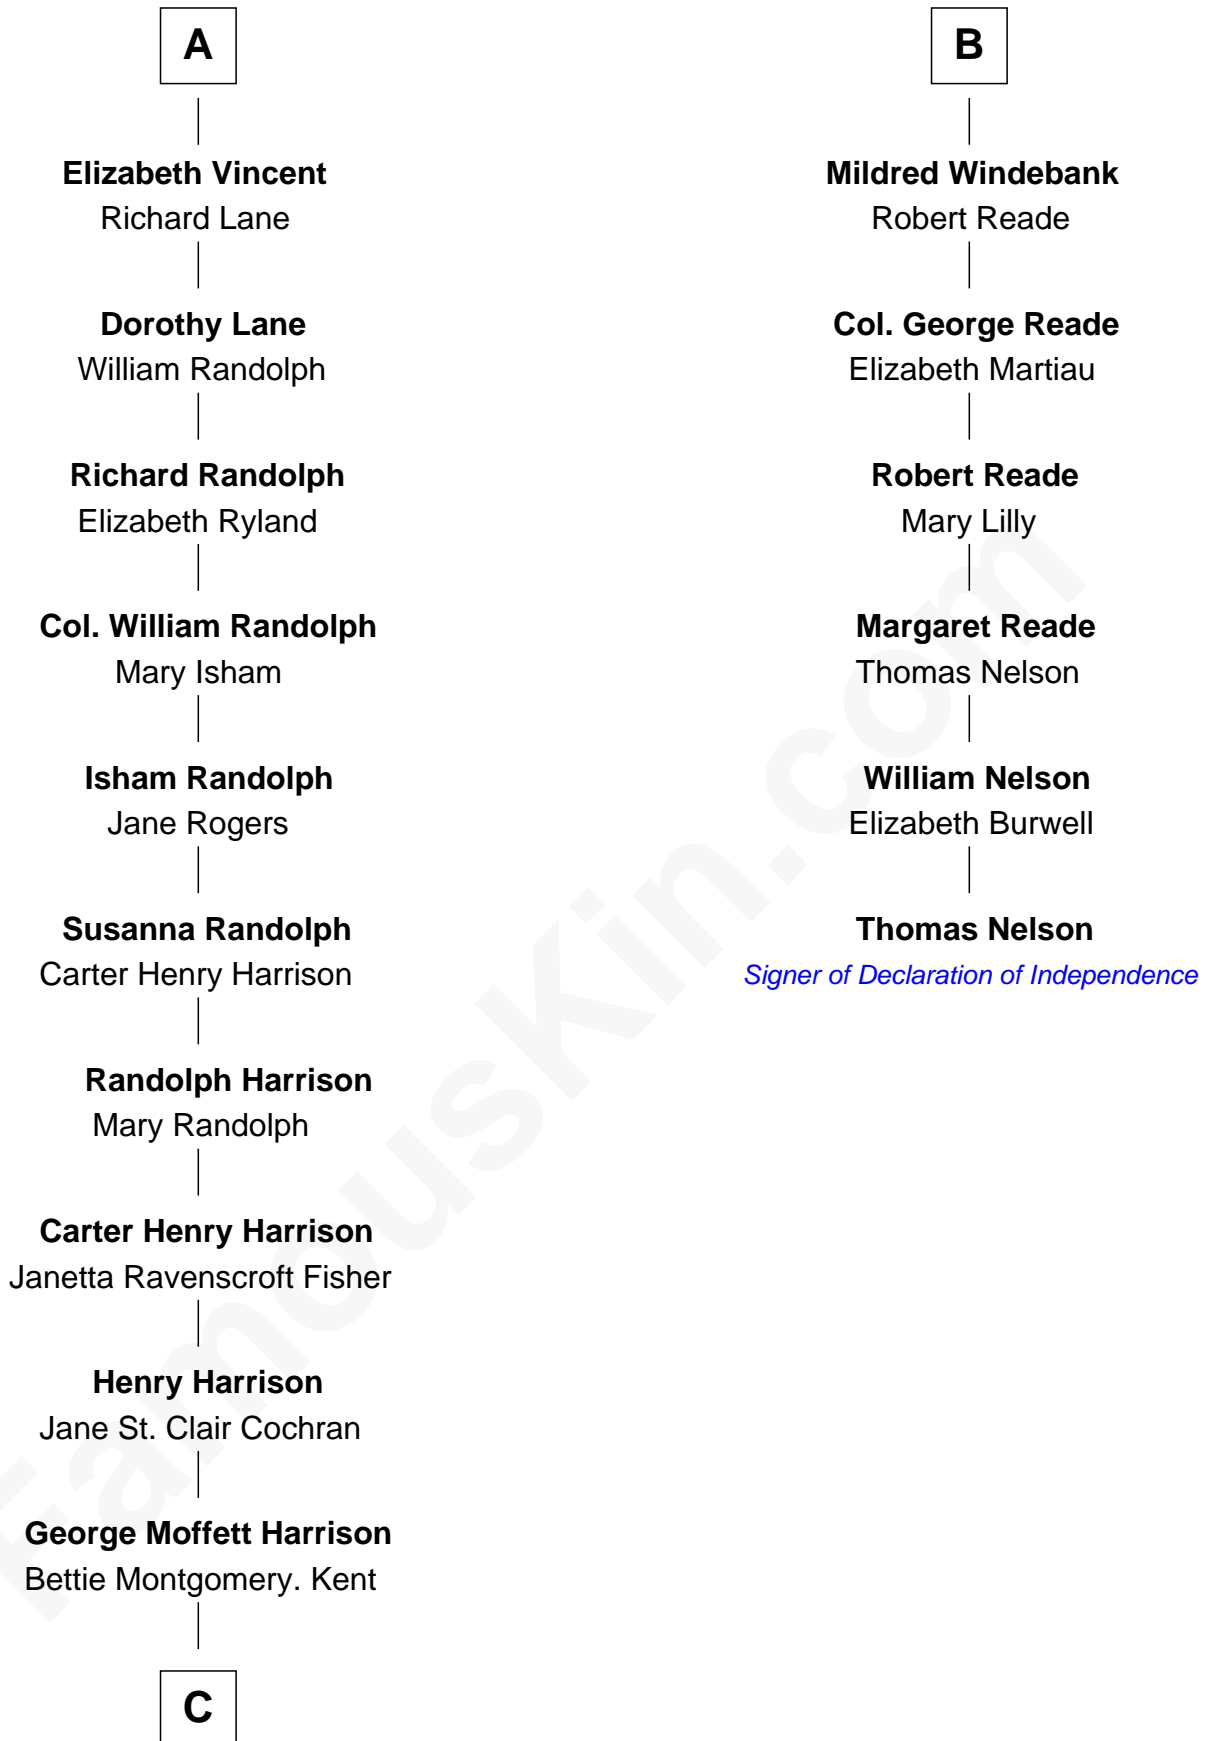 A
Elizabeth Vincent
Richard Lane
Dorothy Lane
William Randolph
Richard Randolph
Elizabeth Ryland
Col. William Randolph
Mary Isham
Isham Randolph
Jane Rogers
Susanna Randolph
Carter Henry Harrison
Randolph Harrison
Mary Randolph
Carter Henry Harrison
Janetta Ravenscroft Fisher
Henry Harrison
Jane St. Clair Cochran
George Moffett Harrison
Bettie Montgomery. Kent
C
B
Mildred Windebank
Robert Reade
Col. George Reade
Elizabeth Martiau
Robert Reade
Mary Lilly
Margaret Reade
Thomas Nelson
William Nelson
Elizabeth Burwell
Thomas Nelson
Signer of Declaration of Independence
FamousKin.com